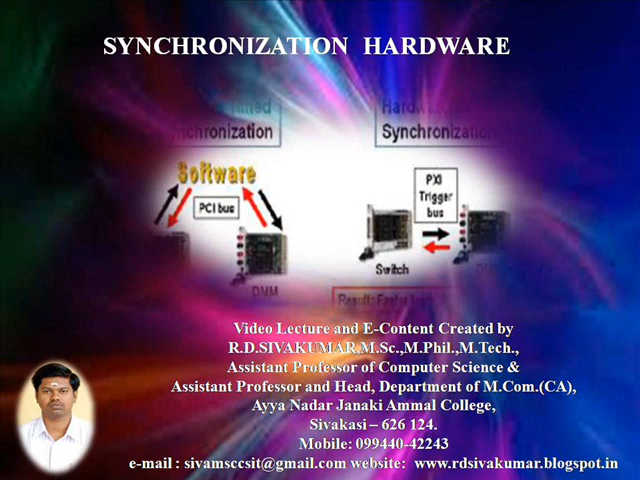 SYNCHRONIZATION HARDWARE
Synchronization
Synchronization
Software
PCI bus
PXI
Trigger
bus
Switch
DMM
Result: Faster
Video Lecture and E-Content Created by
R.D.SIVAKUMAR,M.Sc.,M.Phil.,M.Tech.,
Assistant Professor of Computer Science &
Assistant Professor and Head, Department of M.Com.(CA),
Ayya Nadar Janaki Ammal College,
Sivakasi – 626 124.
Mobile: 099440-42243
e-mail : sivamsccsit@gmail.com website: www.rdsivakumar.blogspot.in